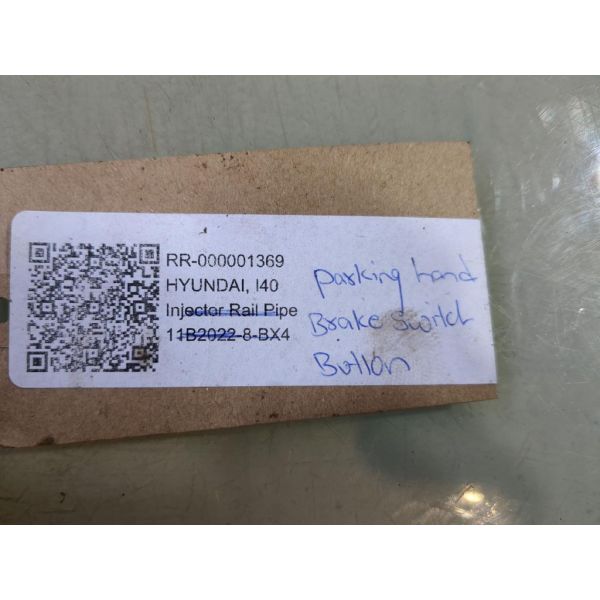 RR-000001369
HYUNDAI, I40
Injector Rail Pipe
11B2022-8-BX4
parking hand
Brake switch
Button